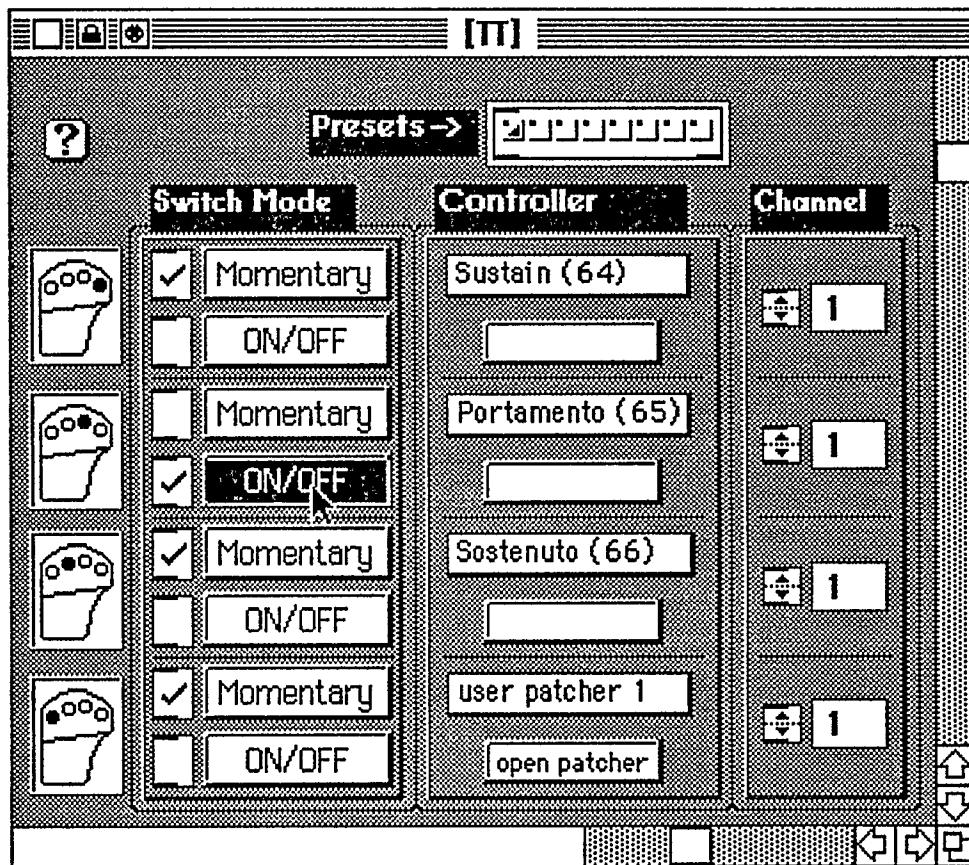 [TT]
?
Presets->
Switch Mode Controller Channel
Momentary Sustain (64)
1
ON/OFF
Momentary Portamento (65)
1
ON/OFF
Momentary Sostenuto (66)
1
ON/OFF
Momentary user patcher 1
1
ON/OFF open patcher